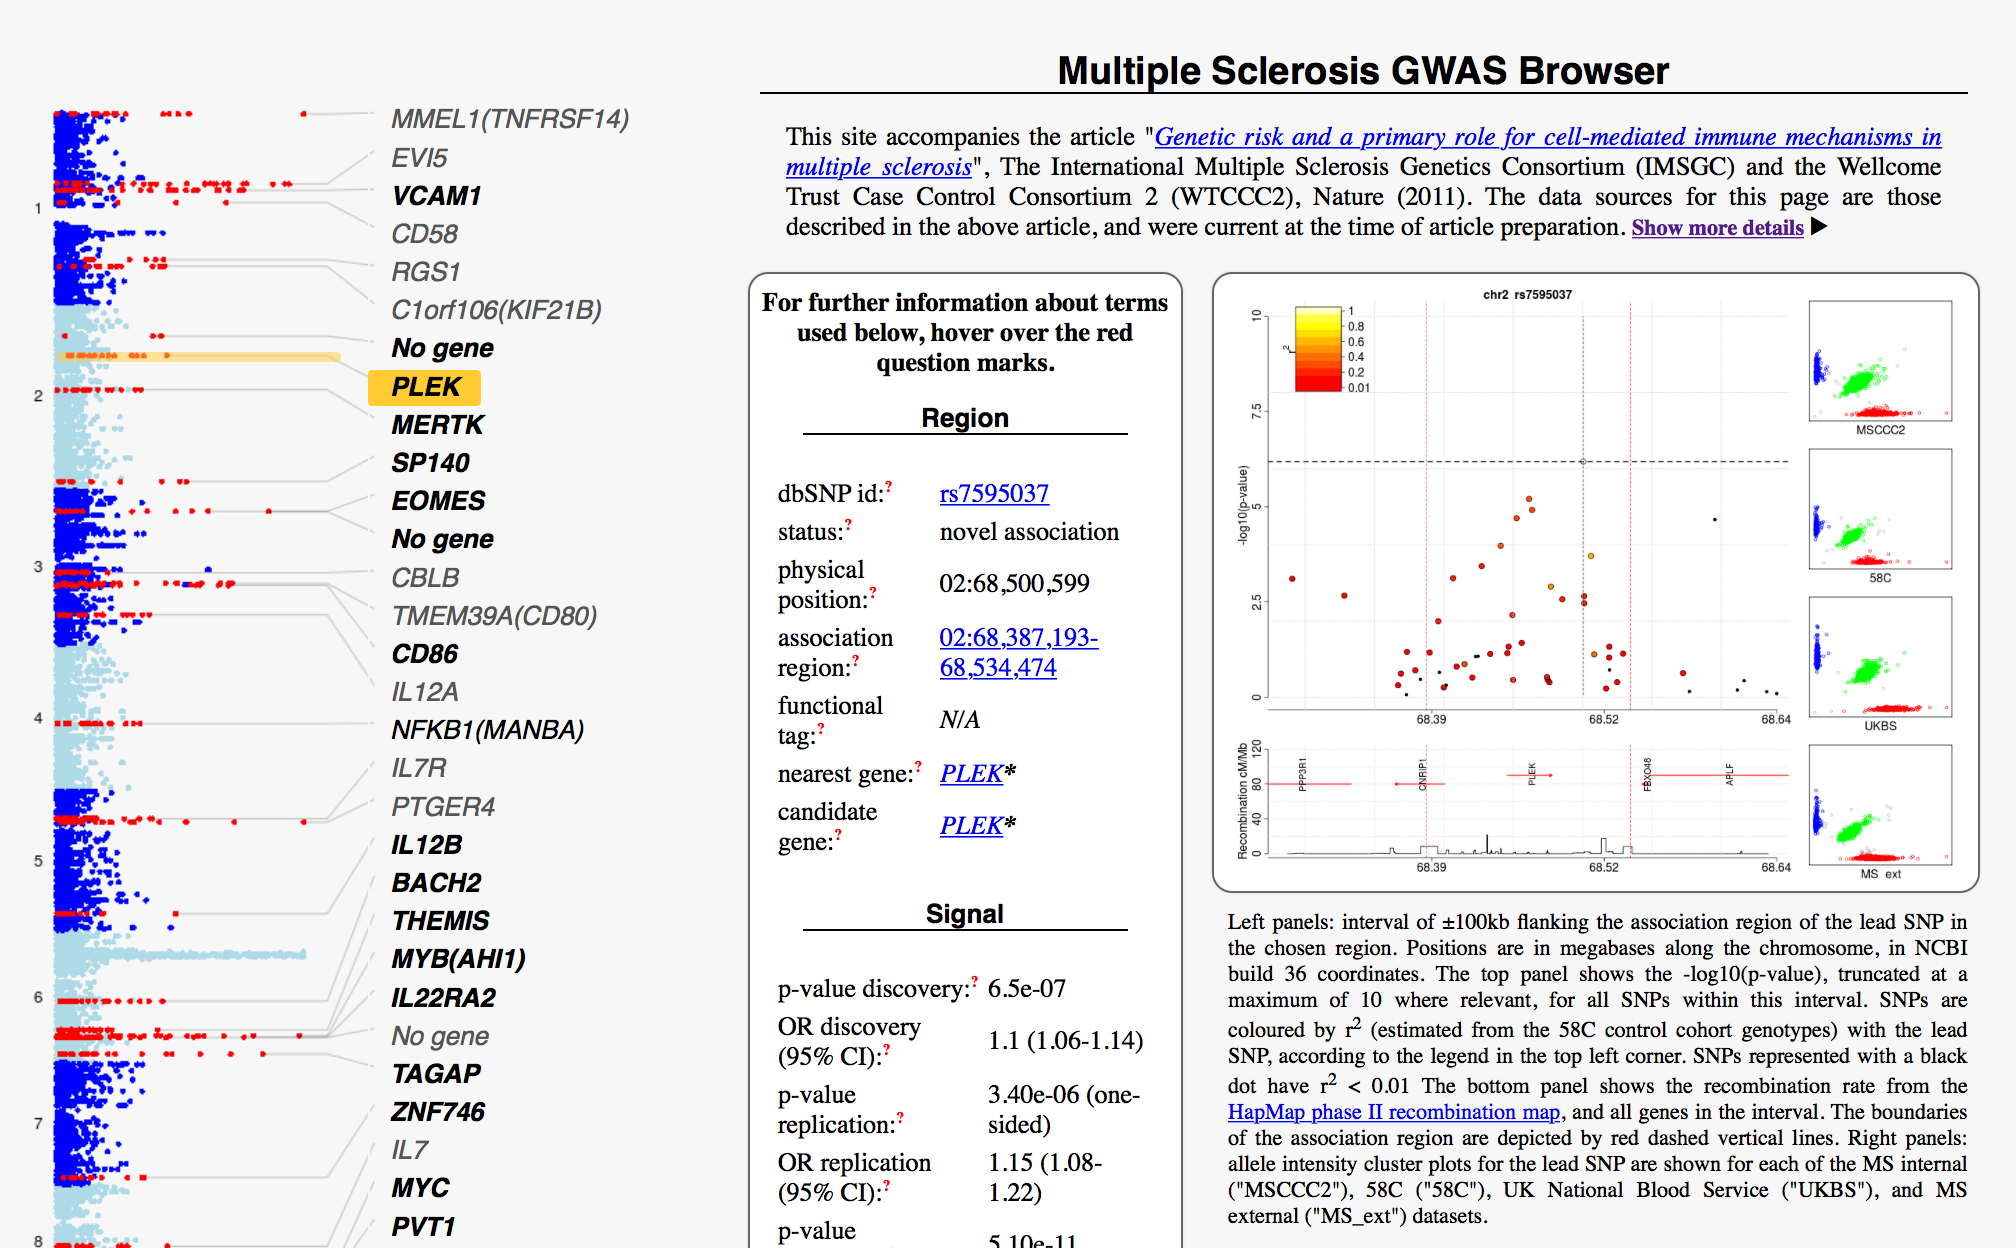 Multiple Sclerosis GWAS Browser
This site accompanies the article "Genetic risk and a primary role for cell-mediated immune mechanisms in
multiple sclerosis", The International Multiple Sclerosis Genetics Consortium (IMSGC) and the Wellcome
Trust Case Control Consortium 2 (WTCCC2), Nature (2011). The data sources for this page are those
described in the above article, and were current at the time of article preparation. Show more details ▶
1
2
3
4
5
6
7
8
MMEL1(TNFRSF14)
EVI5
VCAM1
CD58
RGS1
C1orf106(KIF21B)
No gene
PLEK
MERTK
SP140
EOMES
No gene
CBLB
TMEM39A(CD80)
CD86
IL12A
NFKB1(MANBA)
IL7R
PTGER4
IL12B
BACH2
THEMIS
MYB(AHI1)
IL22RA2
No gene
TAGAP
ZNF746
IL7
MYC
PVT1
For further information about terms
used below, hover over the red
question marks.
Region
dbSNP id:? rs7595037
status:? novel association
physical
position:? 02:68,500,599
association
region:? 02:68,387,193-
68,534,474
functional
tag:? N/A
nearest gene:? PLEK*
candidate
gene:? PLEK*
Signal
p-value discovery:? 6.5e-07
OR discovery
(95% CI):? 1.1 (1.06-1.14)
p-value
replication:? 3.40e-06 (one-
sided)
OR replication
(95% CI):? 1.15 (1.08-
1.22)
p-value
5.10e-11
chr2 rs7595037
1
0.8
0.6
0.4
0.2
0.01
r2
10
7.5
5
2.5
0
-log10(p-value)
68.39 68.52 68.64
120
80
40
0
Recombination cM/Mb
PPP3R1
CNRIP1
PLEK
FBXO48
APLF
68.39 68.52 68.64
MSCCC2
58C
UKBS
MS ext
Left panels: interval of ±100kb flanking the association region of the lead SNP in
the chosen region. Positions are in megabases along the chromosome, in NCBI
build 36 coordinates. The top panel shows the -log10(p-value), truncated at a
maximum of 10 where relevant, for all SNPs within this interval. SNPs are
coloured by r2 (estimated from the 58C control cohort genotypes) with the lead
SNP, according to the legend in the top left corner. SNPs represented with a black
dot have r2 < 0.01 The bottom panel shows the recombination rate from the
HapMap phase II recombination map, and all genes in the interval. The boundaries
of the association region are depicted by red dashed vertical lines. Right panels:
allele intensity cluster plots for the lead SNP are shown for each of the MS internal
("MSCCC2"), 58C ("58C"), UK National Blood Service ("UKBS"), and MS
external ("MS_ext") datasets.